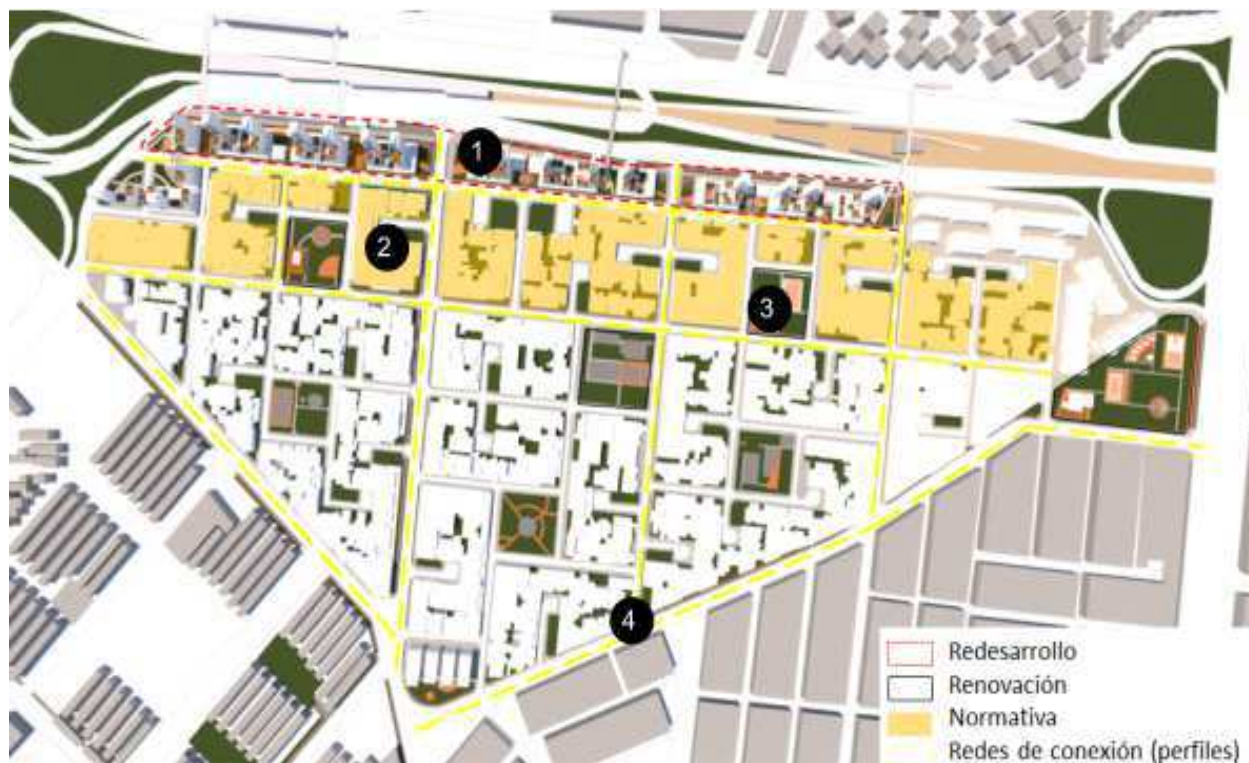 1
2
3
4
Redesarrollo
Renovación
Normativa
Redes de conexión (perfiles)